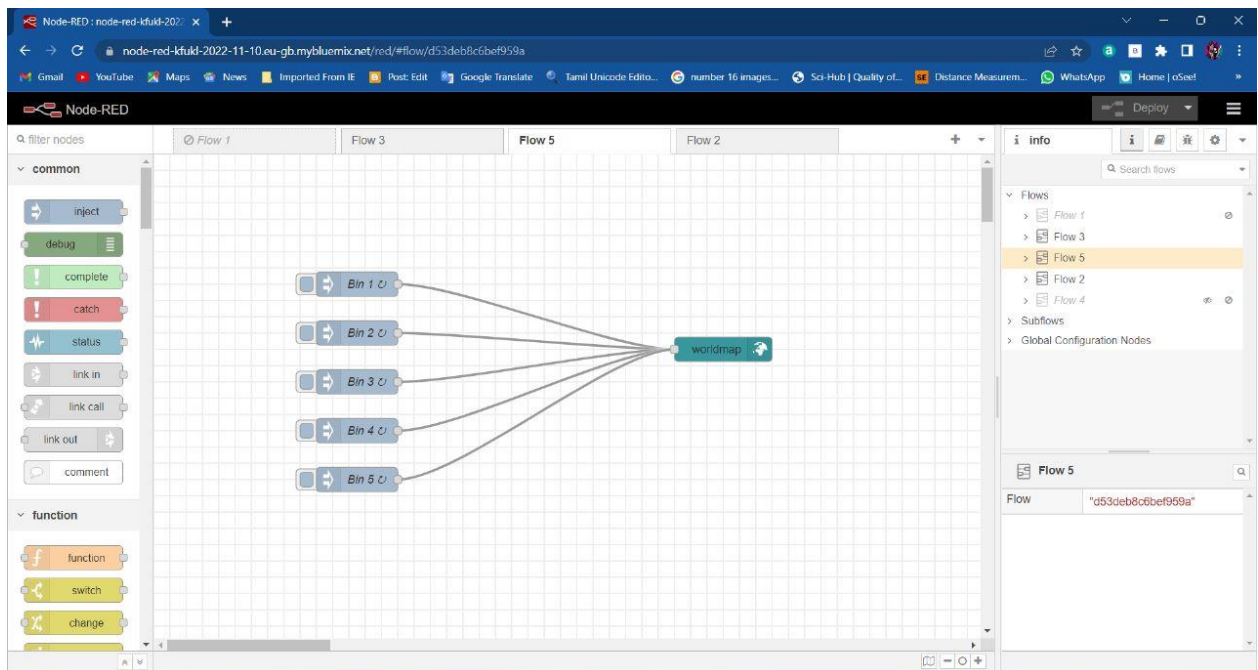 Node-RED : node-red-kfukl-2022
node-red-kfukl-2022-11-10.eu-gb.mybluemix.net/red/#flow/d53deb8c6bef959a
Gmail YouTube Maps News Imported From IE Post: Edit Google Translate Tamil Unicode Edito... number 16 images... Sci-Hub | Quality of... Distance Measurem... WhatsApp Home | oSee!
Node-RED Deploy
filter nodes Flow 1 Flow 3 Flow 5 Flow 2 i info
Search flows
common
inject
debug
complete
catch
status
link in
link call
link out
comment
function
function
switch
change
Bin 1
Bin 2
Bin 3
Bin 4
Bin 5
worldmap
Flows
Flow 1
Flow 3
Flow 5
Flow 2
Flow 4
Subflows
Global Configuration Nodes
Flow 5
Flow "d53deb8c6bef959a"